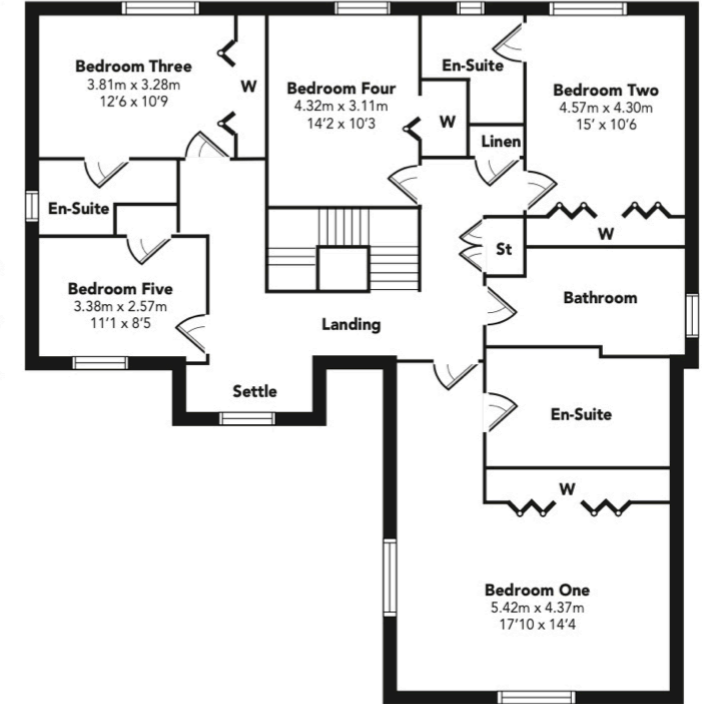 Bedroom Three
3.81m x 3.28m
12'6 x 10'9
W
Bedroom Four
4.32m x 3.11m
14'2 x 10'3
En-Suite
W
Linen
Bedroom Two
4.57m x 4.30m
15' x 10'6
En-Suite
W
St
Bedroom Five
3.38m x 2.57m
11'1 x 8'5
Bathroom
Landing
Settle
En-Suite
W
Bedroom One
5.42m x 4.37m
17'10 x 14'4